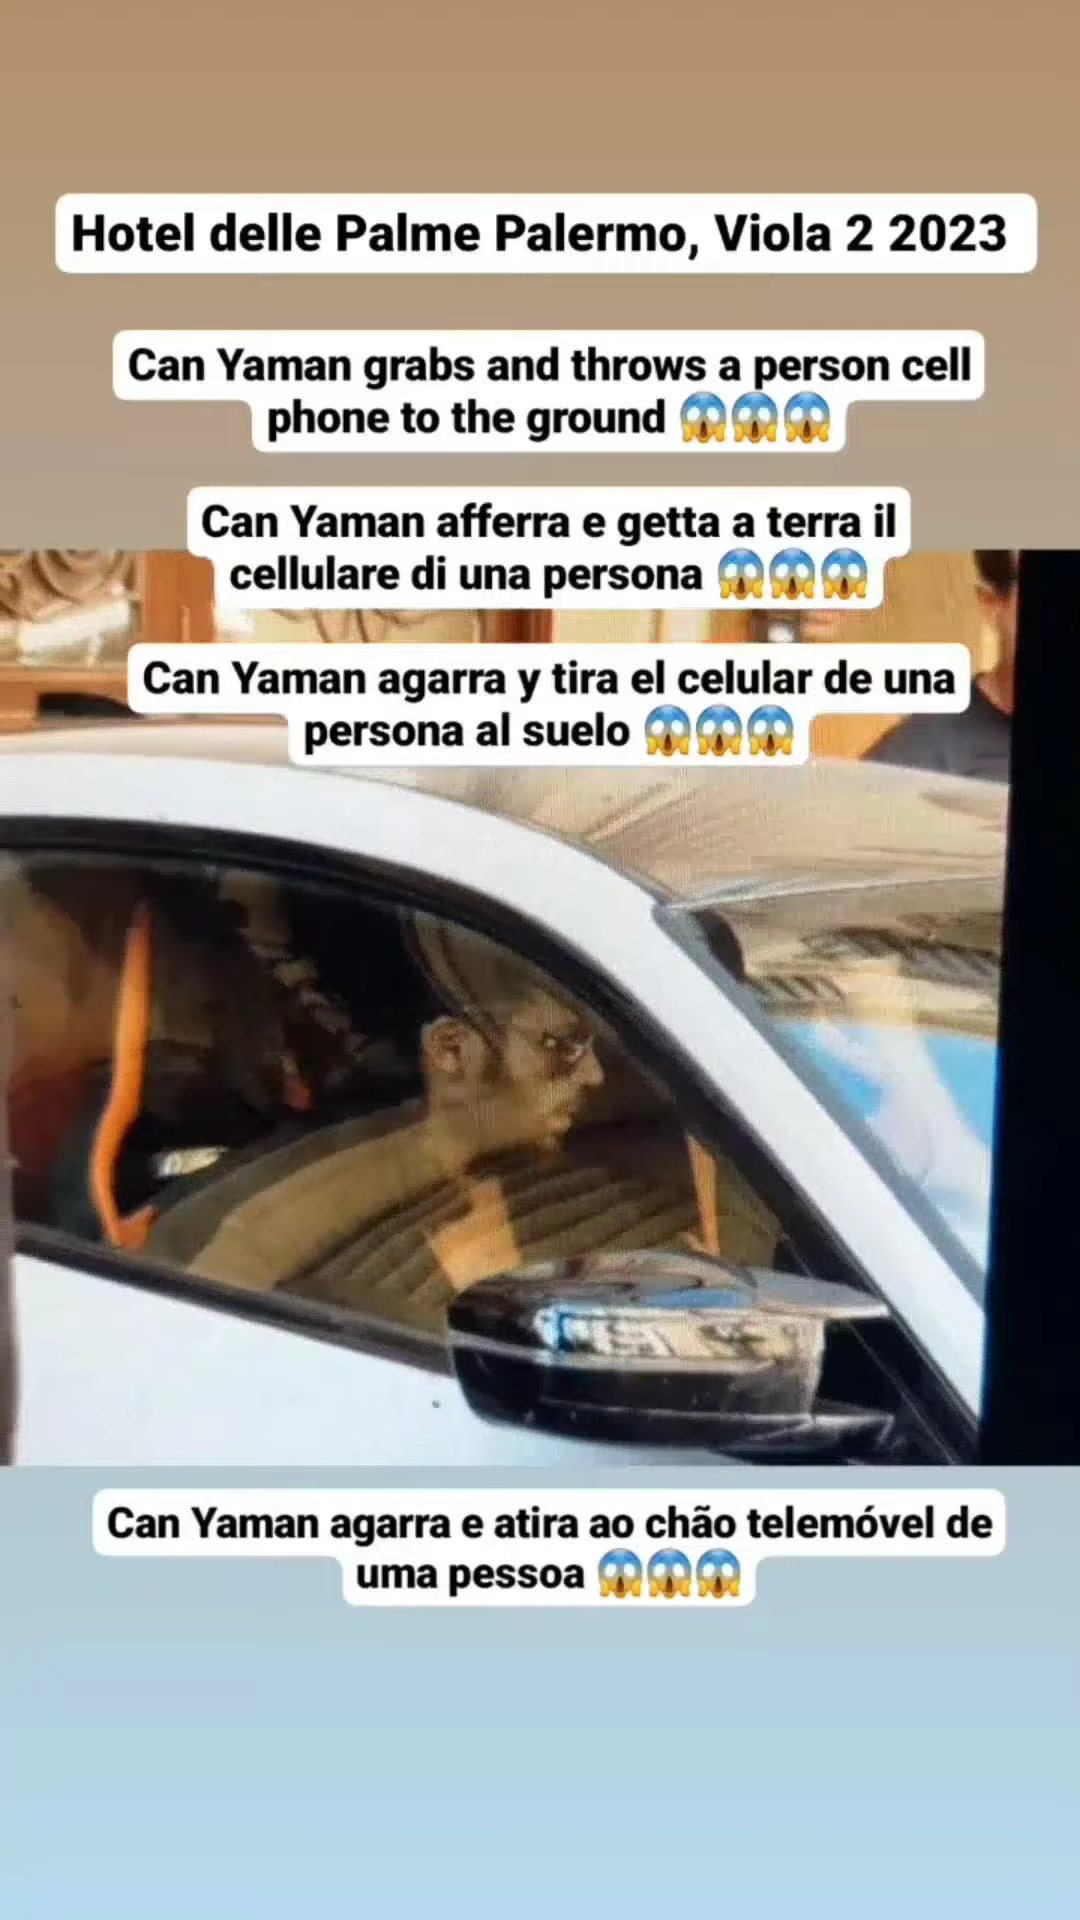 Hotel delle Palme Palermo, Viola 2 2023
Can Yaman grabs and throws a person cell
phone to the ground 😱😱😱
Can Yaman afferra e getta a terra il
cellulare di una persona 😱😱😱
Can Yaman agarra y tira el celular de una
persona al suelo 😱😱😱
Can Yaman agarra e atira ao chão telemóvel de
uma pessoa 😱😱😱